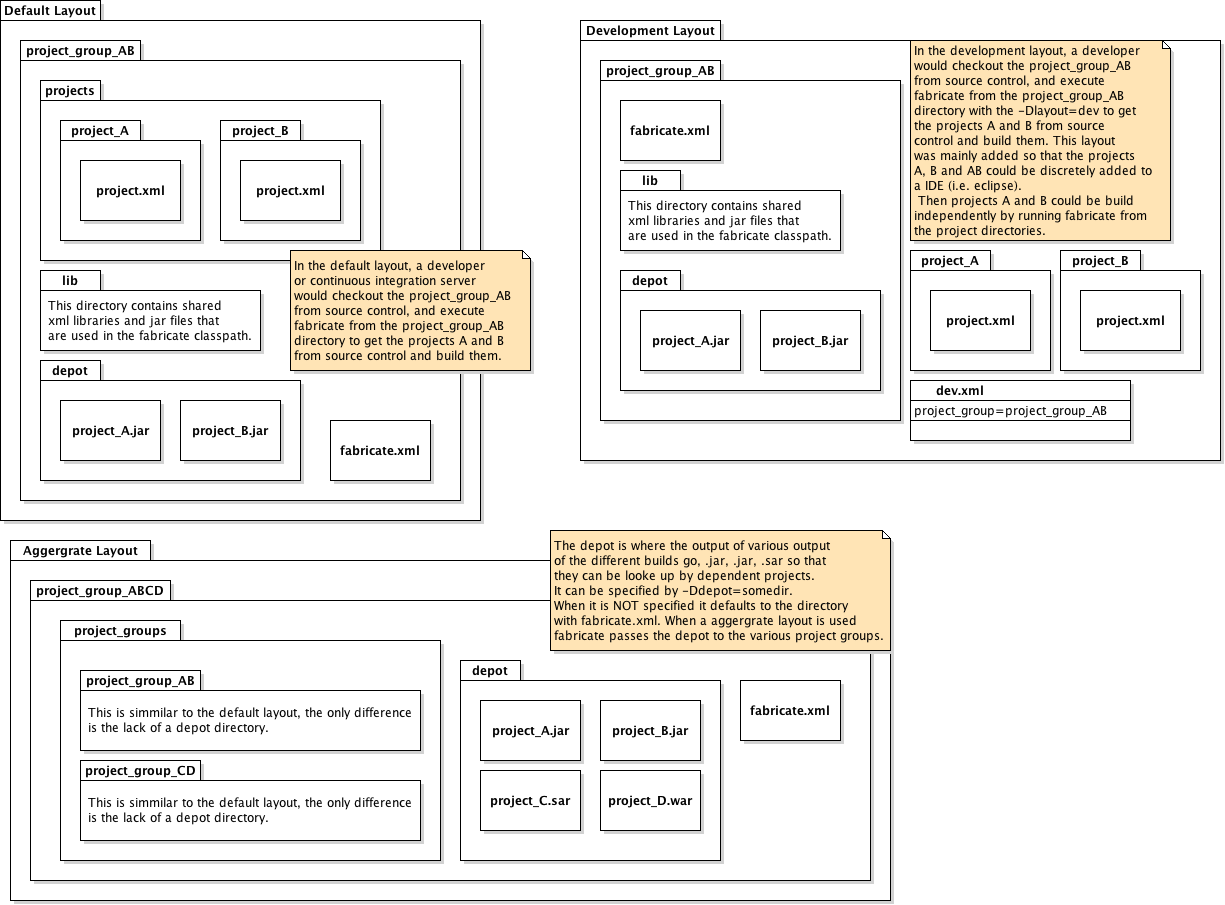 Default Layout
project_group_AB
projects
project_A
project.xml
project_B
project.xml
In the default layout, a developer
or continuous integration server
would checkout the project_group_AB
from source control, and execute
fabricate from the project_group_AB
directory to get the projects A and B
from source control and build them.
lib
This directory contains shared
xml libraries and jar files that
are used in the fabricate classpath.
depot
project_A.jar
project_B.jar
fabricate.xml
Development Layout
project_group_AB
fabricate.xml
lib
This directory contains shared
xml libraries and jar files that
are used in the fabricate classpath.
depot
project_A.jar
project_B.jar
In the development layout, a developer
would checkout the project_group_AB
from source control, and execute
fabricate from the project_group_AB
directory with the -Dlayout=dev to get
the projects A and B from source
control and build them. This layout
was mainly added so that the projects
A, B and AB could be discretely added to
a IDE (i.e. eclipse).
Then projects A and B could be build
independently by running fabricate from
the project directories.
project_A
project.xml
project_B
project.xml
dev.xml
project_group=project_group_AB
Aggergrate Layout
project_group_ABCD
project_groups
project_group_AB
This is simmilar to the default layout, the only difference
is the lack of a depot directory.
project_group_CD
This is simmilar to the default layout, the only difference
is the lack of a depot directory.
The depot is where the output of various output
of the different builds go, .jar, .jar, .sar so that
they can be looke up by dependent projects.
It can be specified by -Ddepot=somedir.
When it is NOT specified it defaults to the directory
with fabricate.xml. When a aggergrate layout is used
fabricate passes the depot to the various project groups.
depot
project_A.jar
project_B.jar
project_C.sar
project_D.war
fabricate.xml